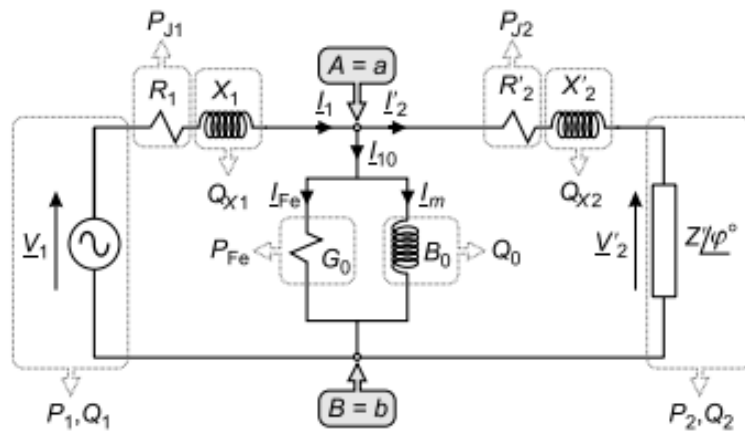 P_J1
P_J2
A = a
R_1 X_1 I_1 I'_2 R'_2 X'_2
I_10
Q_X1 Q_X2
I_Fe I_m
V_1 P_Fe G_0 B_0 Q_0 V'_2 Z'/φ°
P_1,Q_1 B = b P_2,Q_2